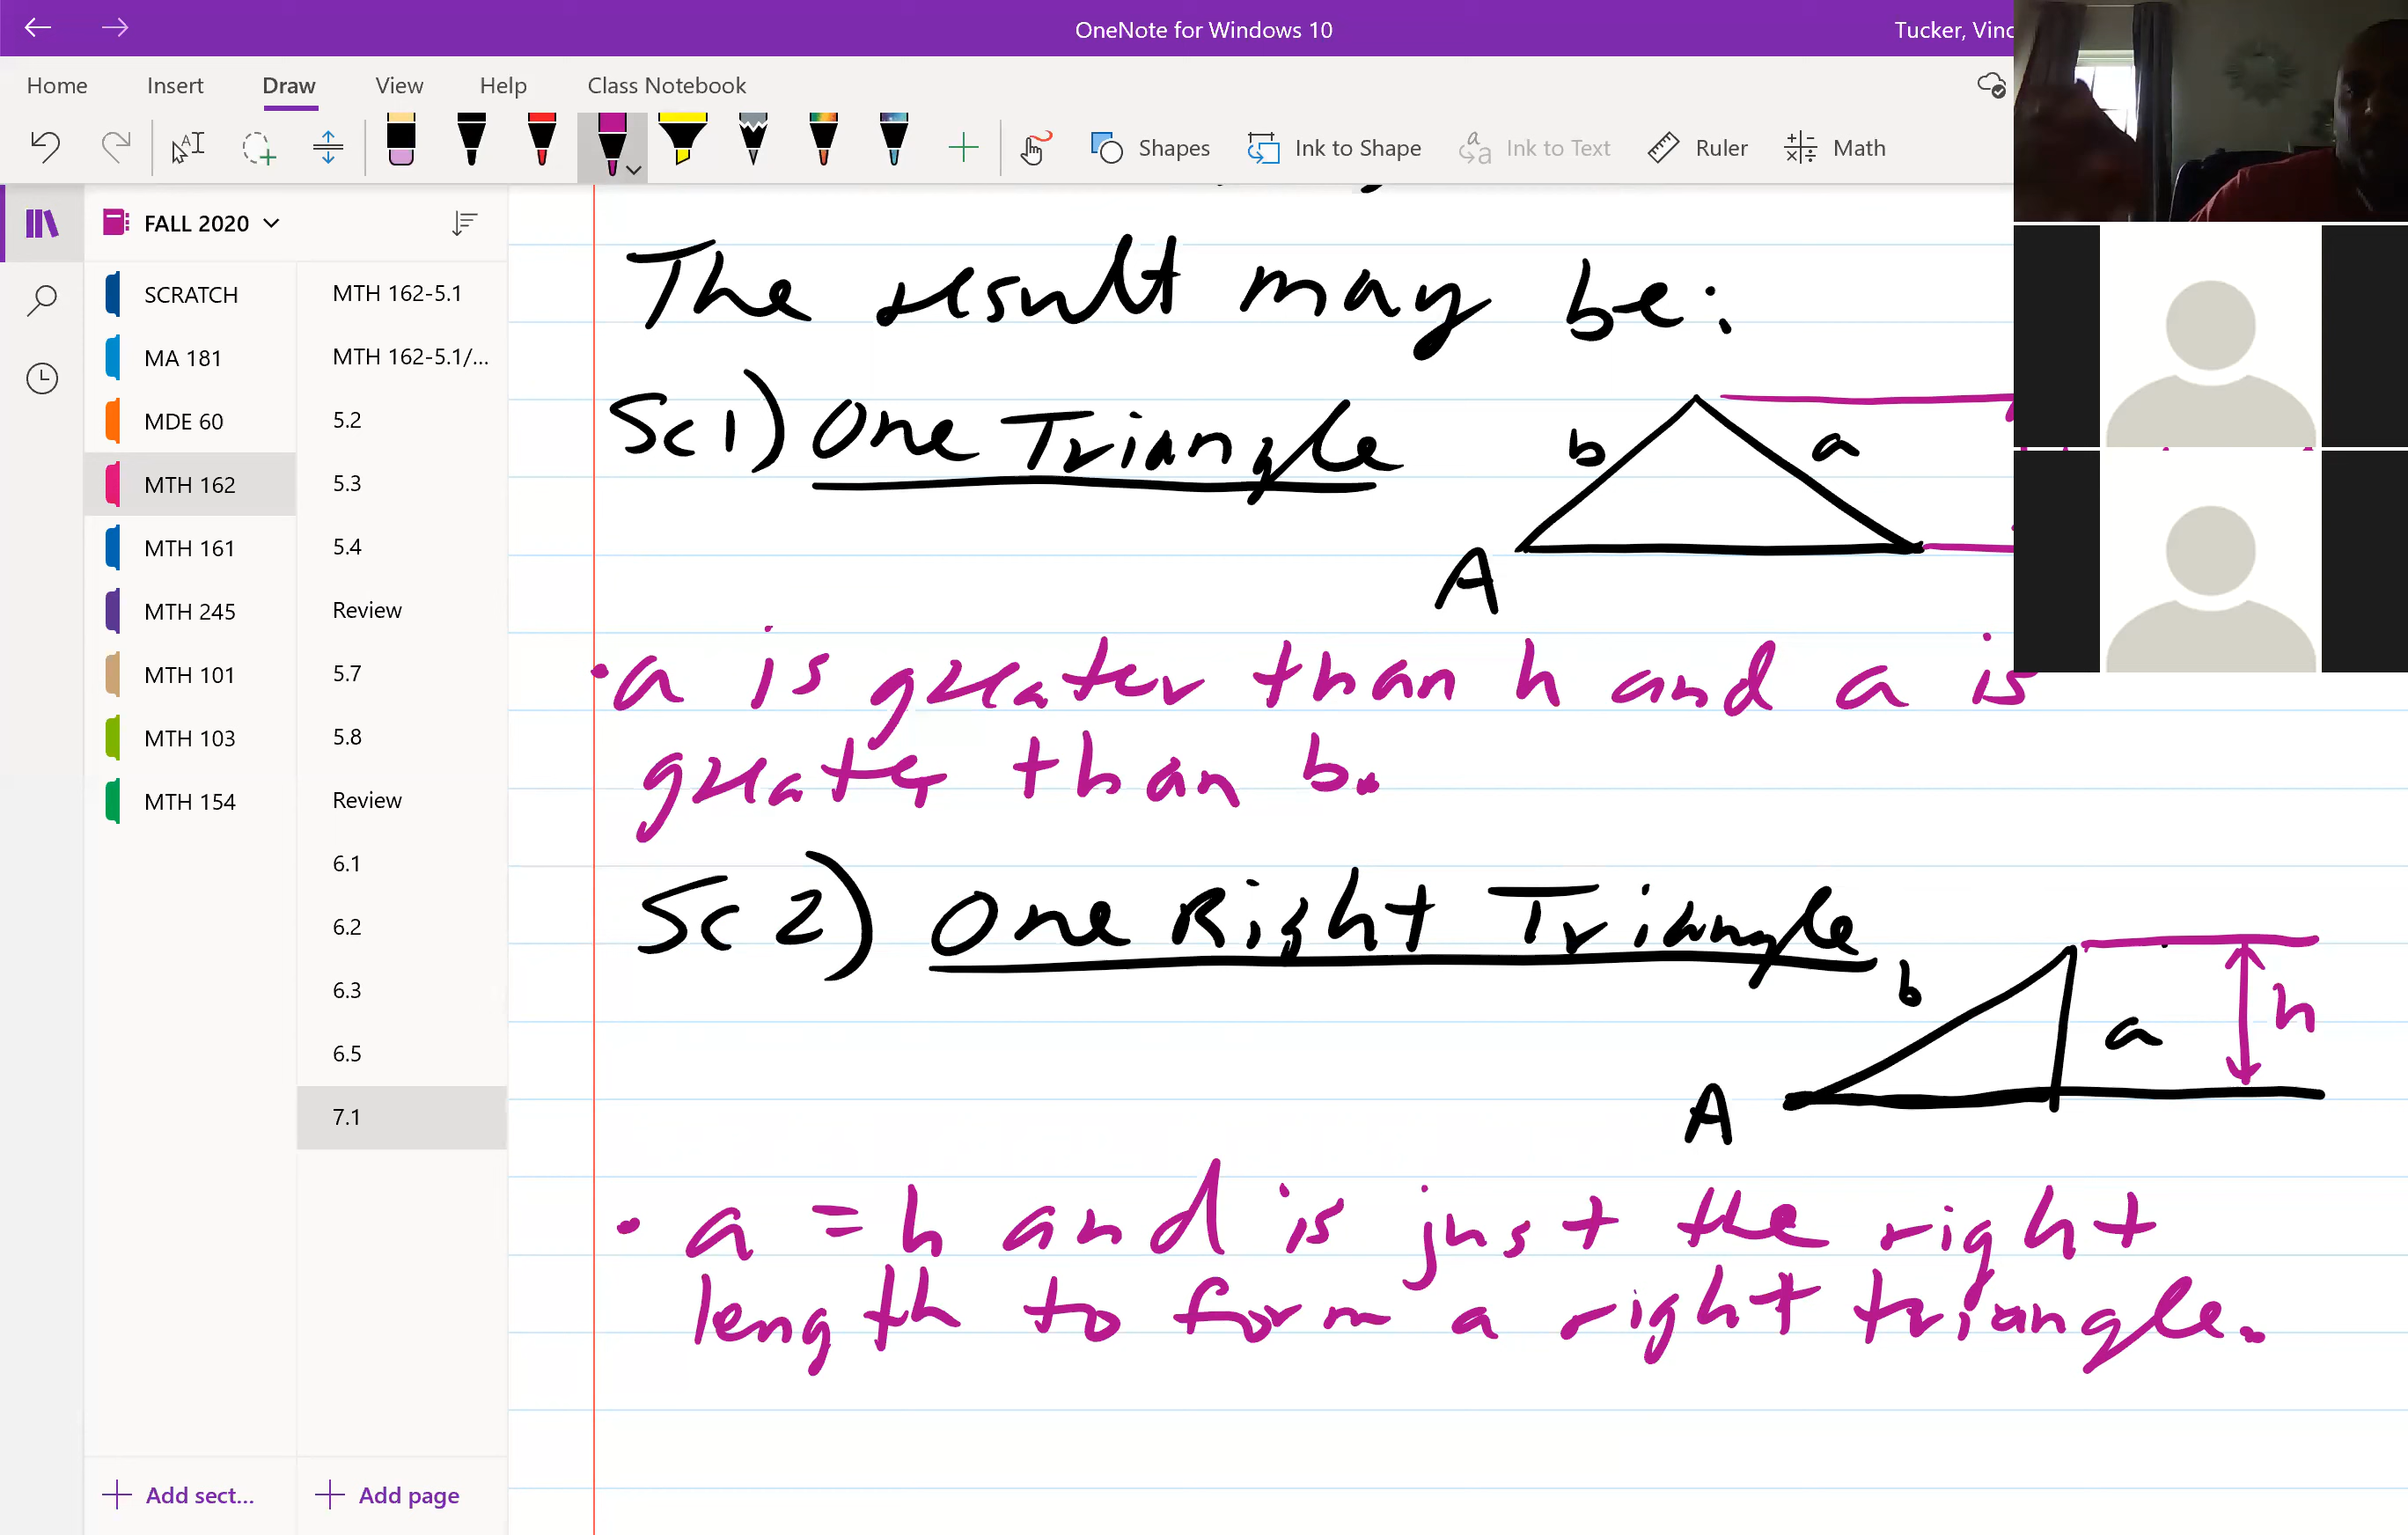 OneNote for Windows 10
Tucker, Vinc
Home Insert Draw View Help Class Notebook
Shapes Ink to Shape Ink to Text Ruler Math
FALL 2020
SCRATCH
MA 181
MDE 60
MTH 162
MTH 161
MTH 245
MTH 101
MTH 103
MTH 154
Add sect...
MTH 162-5.1
MTH 162-5.1/...
5.2
5.3
5.4
Review
5.7
5.8
Review
6.1
6.2
6.3
6.5
7.1
Add page
The result may be:
Sc 1) One Triangle
b a
A
• a is greater than h and a is
greater than b.
Sc 2) One Right Triangle
b
a h
A
• a = h and is just the right
length to form a right triangle.